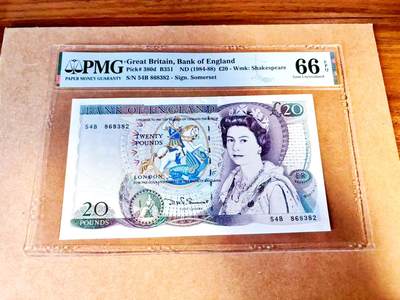 PMG
PAPER MONEY GUARANTY
Great Britain, Bank of England
Pick# 380d B351 ND (1984-88) £20 - Wmk: Shakespeare
S/N 54B 868382 - Sign. Somerset
66 EPQ
Gem Uncirculated
BANK OF ENGLAND
£20
54B 868382
TWENTY
POUNDS
LONDON
20
POUNDS
54B 868382